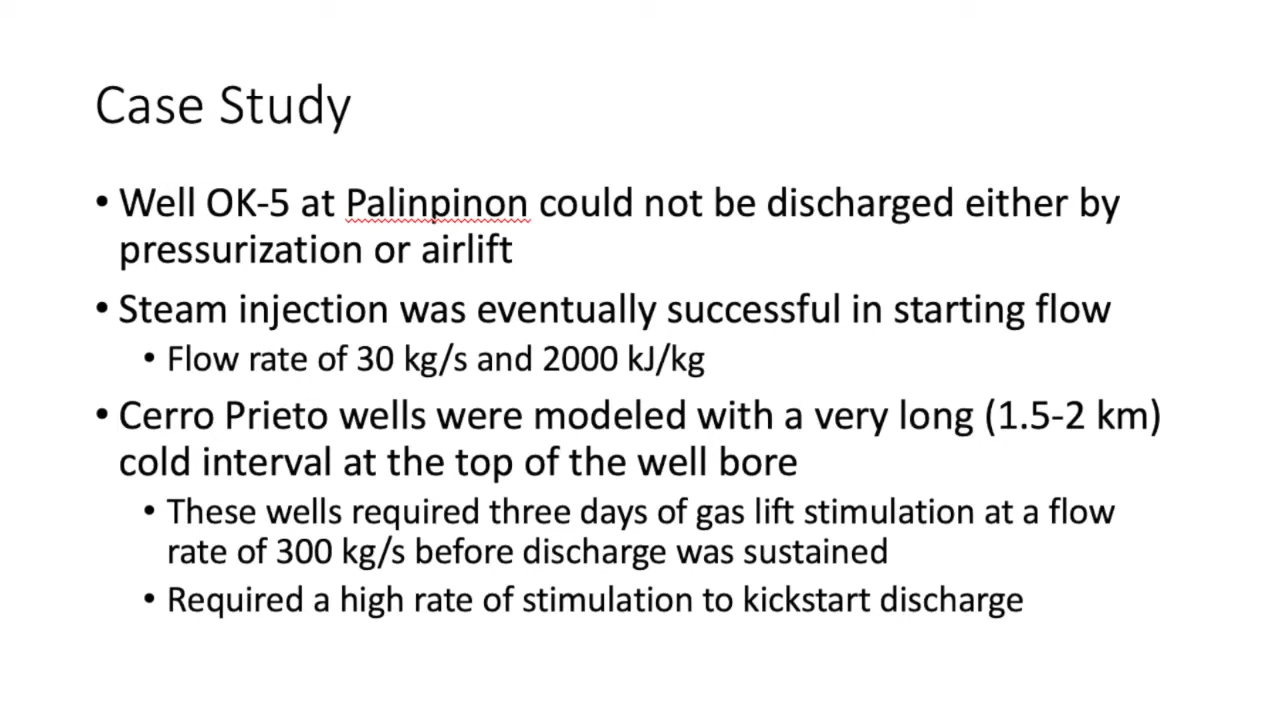 Case Study
• Well OK-5 at Palinpinon could not be discharged either by
pressurization or airlift
• Steam injection was eventually successful in starting flow
• Flow rate of 30 kg/s and 2000 kJ/kg
• Cerro Prieto wells were modeled with a very long (1.5-2 km)
cold interval at the top of the well bore
• These wells required three days of gas lift stimulation at a flow
rate of 300 kg/s before discharge was sustained
• Required a high rate of stimulation to kickstart discharge